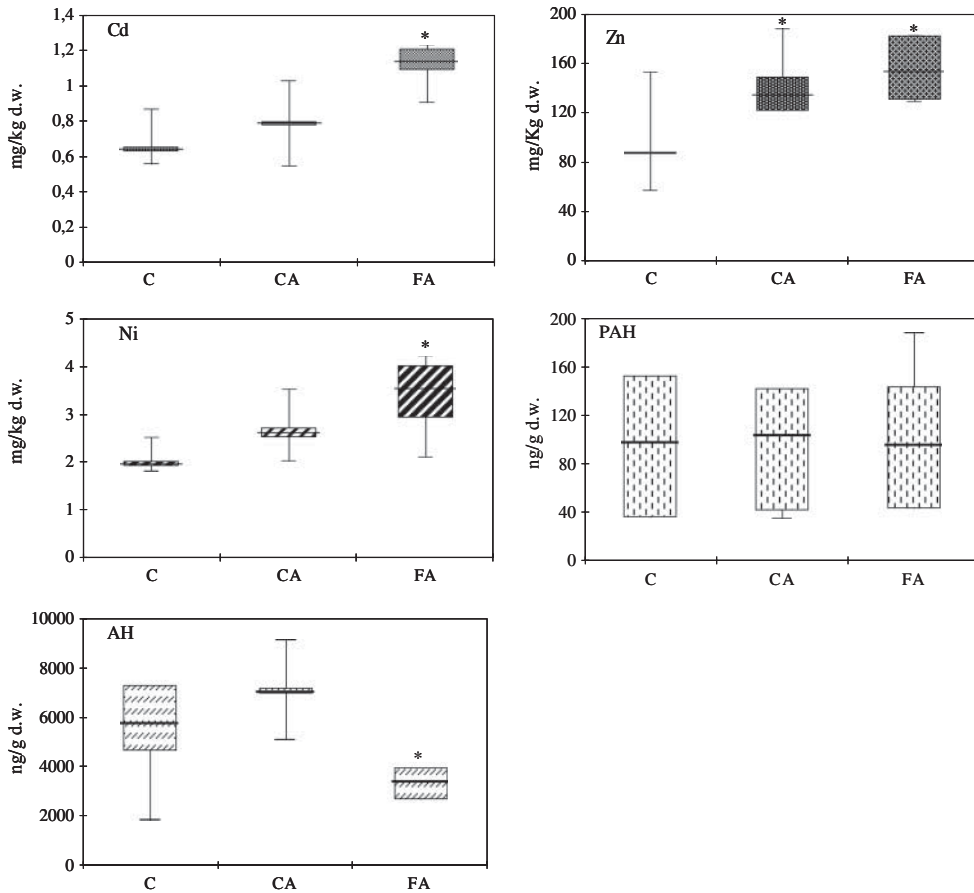 Cd
mg/kg d.w.
1,4
1,2
*
1
0,8
0,6
0,4
0,2
0
C CA FA
Zn
mg/Kg d.w.
200
* *
160
120
80
40
0
C CA FA
Ni
mg/kg d.w.
5
*
4
3
2
1
0
C CA FA
PAH
ng/g d.w.
200
160
120
80
40
0
C CA FA
AH
ng/g d.w.
10000
8000
6000
*
4000
2000
0
C CA FA